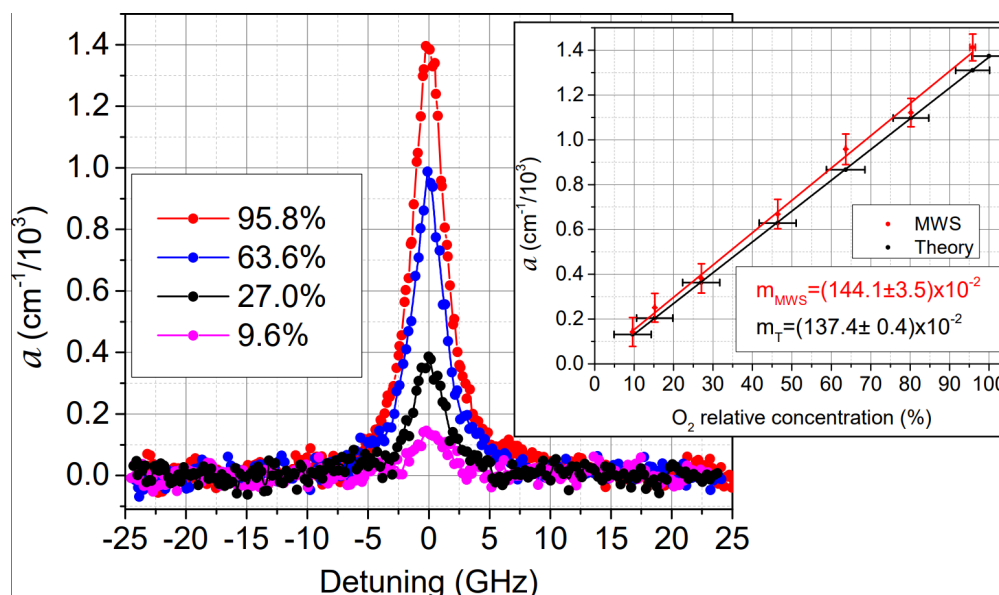 1.4
1.2
1.0
0.8
0.6
0.4
0.2
0.0
a (cm⁻¹/10³)
95.8%
63.6%
27.0%
9.6%
-25 -20 -15 -10 -5 0 5 10 15 20 25
Detuning (GHz)
1.4
1.2
1.0
0.8
0.6
0.4
0.2
0.0
a (cm⁻¹/10³)
MWS
Theory
m_MWS=(144.1±3.5)x10⁻²
m_T=(137.4± 0.4)x10⁻²
0 10 20 30 40 50 60 70 80 90 100
O₂ relative concentration (%)